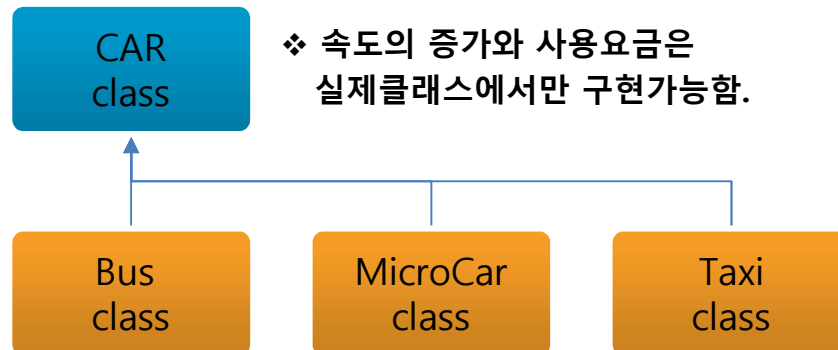 CAR
class
❖ 속도의 증가와 사용요금은
실제클래스에서만 구현가능함.
Bus
class
MicroCar
class
Taxi
class